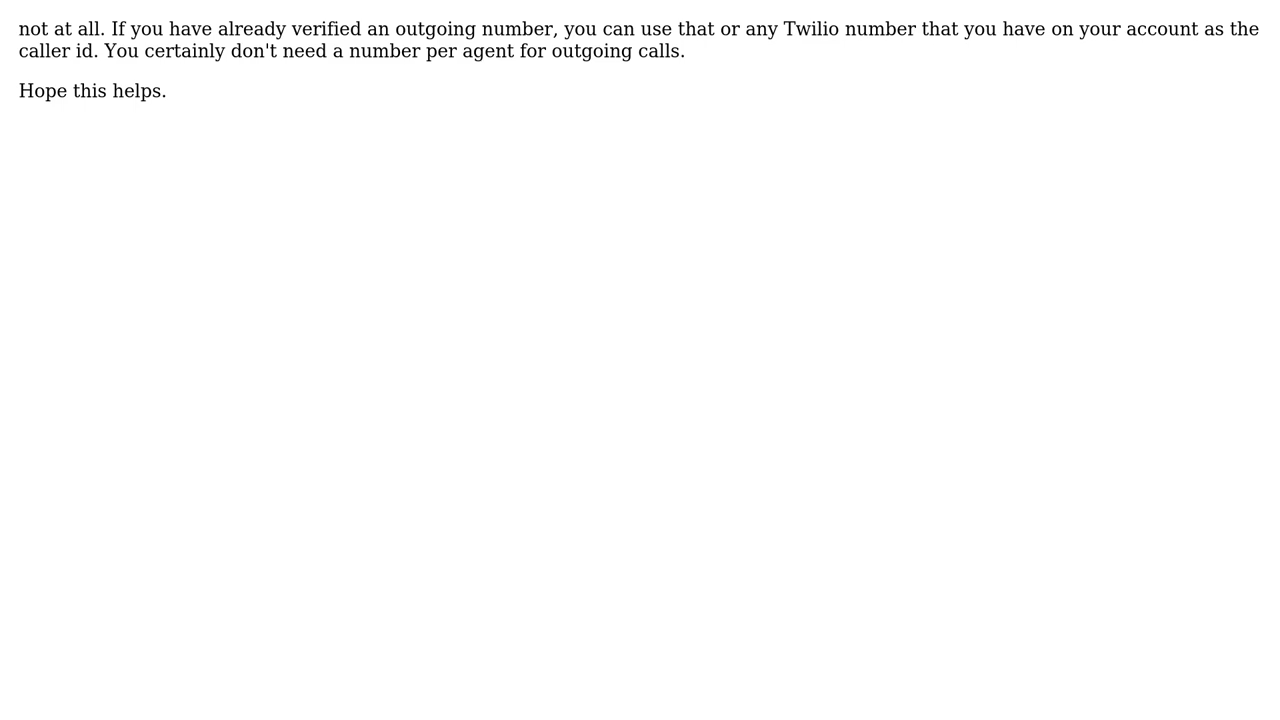 not at all. If you have already verified an outgoing number, you can use that or any Twilio number that you have on your account as the
caller id. You certainly don't need a number per agent for outgoing calls.
Hope this helps.